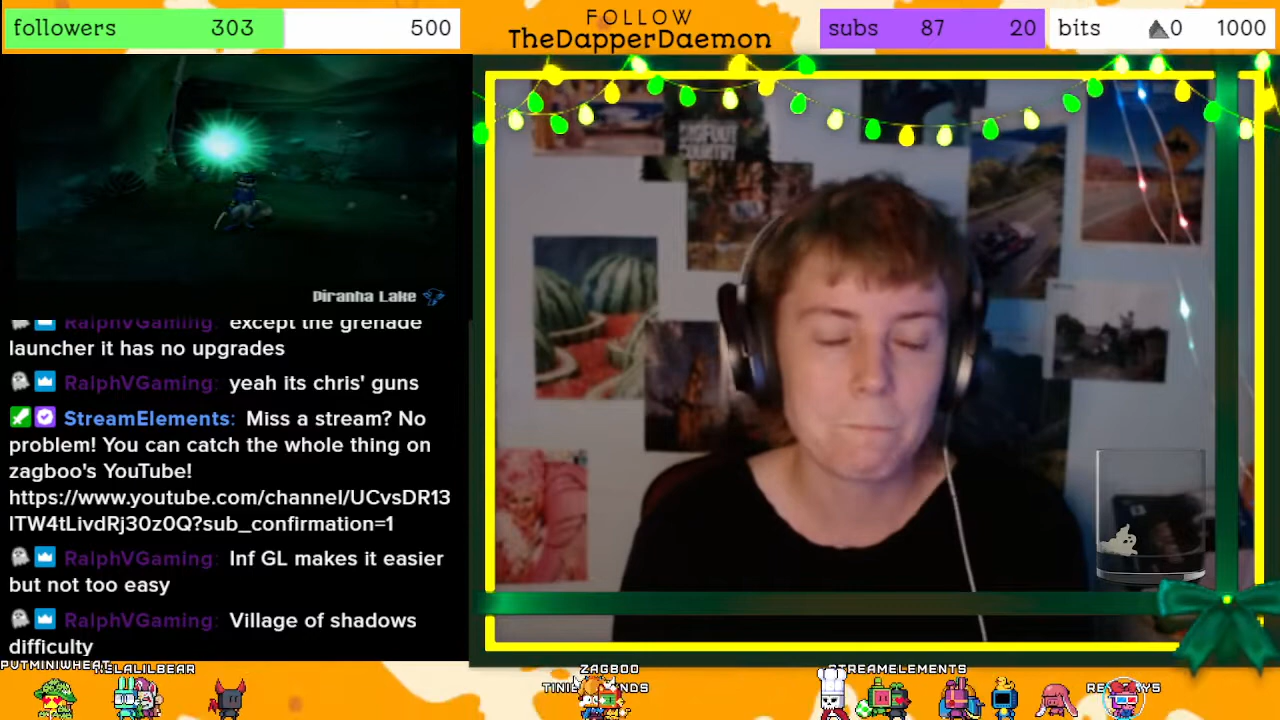 followers 303 500
FOLLOW
TheDapperDaemon
subs 87 20
bits 0 1000
BIGFOOT
COUNTRY
Piranha Lake
RalphVGaming: except the grenade
launcher it has no upgrades
RalphVGaming: yeah its chris' guns
StreamElements: Miss a stream? No
problem! You can catch the whole thing on
zagboo's YouTube!
https://www.youtube.com/channel/UCvsDR13
lTW4tLivdRj30z0Q?sub_confirmation=1
RalphVGaming: Inf GL makes it easier
but not too easy
RalphVGaming: Village of shadows
difficulty
PUTMINIWHEAT
ZAGBOO
STREAMELEMENTS